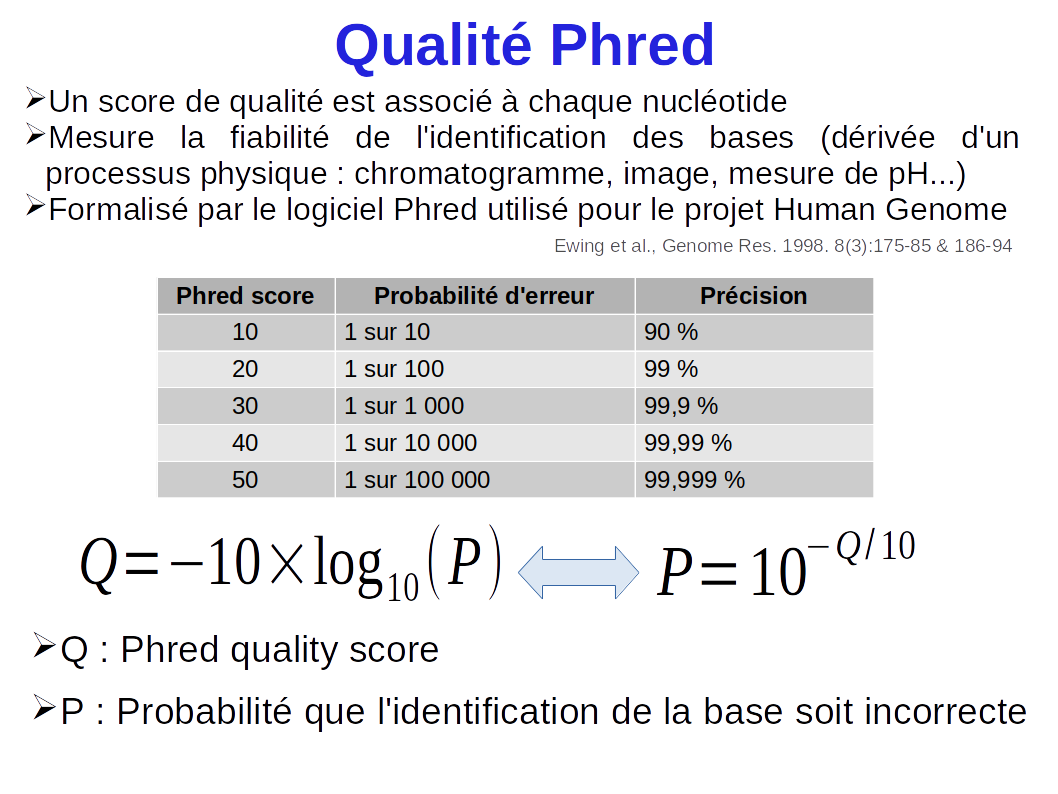 Qualité Phred
➢Un score de qualité est associé à chaque nucléotide
➢Mesure la fiabilité de l'identification des bases (dérivée d'un
processus physique : chromatogramme, image, mesure de pH...)
➢Formalisé par le logiciel Phred utilisé pour le projet Human Genome
Ewing et al., Genome Res. 1998. 8(3):175-85 & 186-94
Phred score Probabilité d'erreur Précision
10 1 sur 10 90 %
20 1 sur 100 99 %
30 1 sur 1 000 99,9 %
40 1 sur 10 000 99,99 %
50 1 sur 100 000 99,999 %
Q=−10×log₁₀(P) P=10^−Q/10
➢Q : Phred quality score
➢P : Probabilité que l'identification de la base soit incorrecte